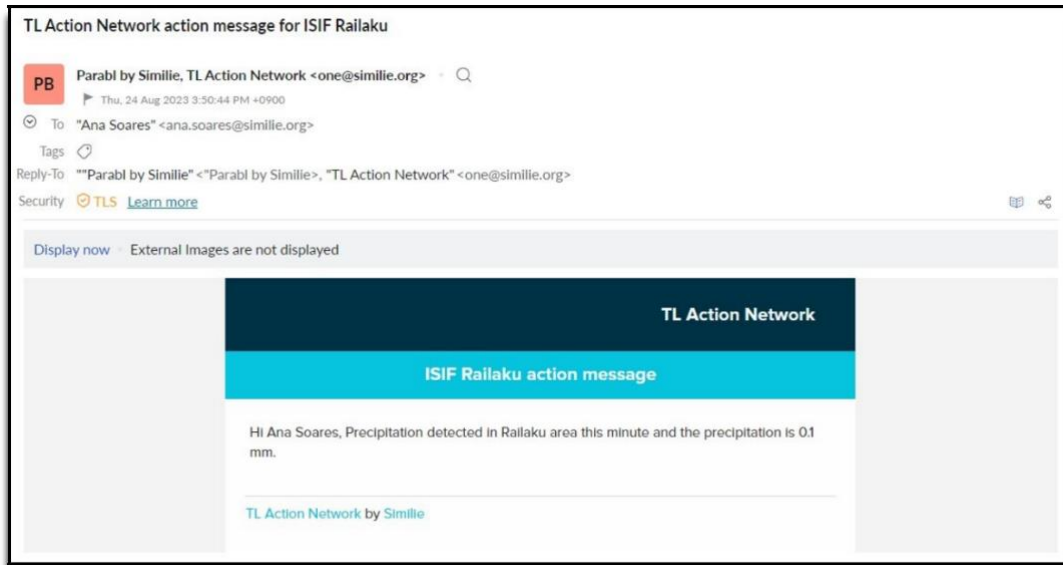 TL Action Network action message for ISIF Railaku
PB
Parabl by Similie, TL Action Network <one@similie.org>
Thu, 24 Aug 2023 3:50:44 PM +0900
To "Ana Soares" <ana.soares@similie.org>
Tags
Reply-To ""Parabl by Similie" <"Parabl by Similie>, "TL Action Network" <one@similie.org>
Security TLS Learn more
Display now External Images are not displayed
TL Action Network
ISIF Railaku action message
Hi Ana Soares, Precipitation detected in Railaku area this minute and the precipitation is 0.1
mm.
TL Action Network by Similie